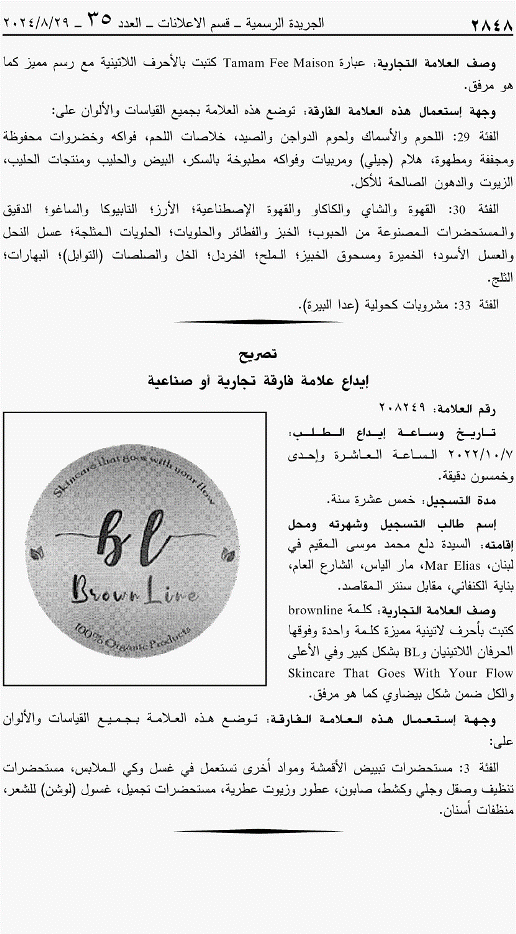 ٢٨٤٨ الجريدة الرسمية ـ قسم الاعلانات ـ العدد ٣٥ ـ ٢٠٢٤/٨/٢٩
وصف العلامة التجارية: عبارة Tamam Fee Maison كتبت بالأحرف اللاتينية مع رسم مميز كما
هو مرفق.
وجهة إستعمال هذه العلامة الفارقة: توضع هذه العلامة بجميع القياسات والألوان على:
الفئة 29: اللحوم والأسماك ولحوم الدواجن والصيد، خلاصات اللحم، فواكه وخضروات محفوظة
ومجففة ومطهوة، هلام (جيلي) ومربيات وفواكه مطبوخة بالسكر، البيض والحليب ومنتجات الحليب،
الزيوت والدهون الصالحة للأكل.
الفئة 30: القهوة والشاي والكاكاو والقهوة الإصطناعية؛ الأرز؛ التابيوكا والساغو؛ الدقيق
والمستحضرات المصنوعة من الحبوب؛ الخبز والفطائر والحلويات؛ الحلويات المثلجة؛ عسل النحل
والعسل الأسود؛ الخميرة ومسحوق الخبيز؛ الملح؛ الخردل؛ الخل والصلصات (التوابل)؛ البهارات؛
الثلج.
الفئة 33: مشروبات كحولية (عدا البيرة).
تصريح
إيداع علامة فارقة تجارية أو صناعية
رقم العلامة: ٢٠٨٢٤٩
تاريخ وساعة إيداع الطلب:
٢٠٢٢/١٠/٧ الساعة العاشرة وإحدى
وخمسون دقيقة.
مدة التسجيل: خمس عشرة سنة.
إسم طالب التسجيل وشهرته ومحل
إقامته: السيدة دلع محمد موسى المقيم في
لبنان، Mar Elias، مار الياس، الشارع العام،
بناية الكنفاني، مقابل سنتر المقاصد.
وصف العلامة التجارية: كلمة brownline
كتبت بأحرف لاتينية مميزة كلمة واحدة وفوقها
الحرفان اللاتينيان وBL بشكل كبير وفي الأعلى
Skincare That Goes With Your Flow
والكل ضمن شكل بيضاوي كما هو مرفق.
Skincare that goes with your flow
bl
Brown Line
100% Organic Products
وجهة إستعمال هذه العلامة الفارقة: توضع هذه العلامة بجميع القياسات والألوان
على:
الفئة 3: مستحضرات تبييض الأقمشة ومواد أخرى تستعمل في غسل وكي الملابس، مستحضرات
تنظيف وصقل وجلي وكشط، صابون، عطور وزيوت عطرية، مستحضرات تجميل، غسول (لوشن) للشعر،
منظفات أسنان.